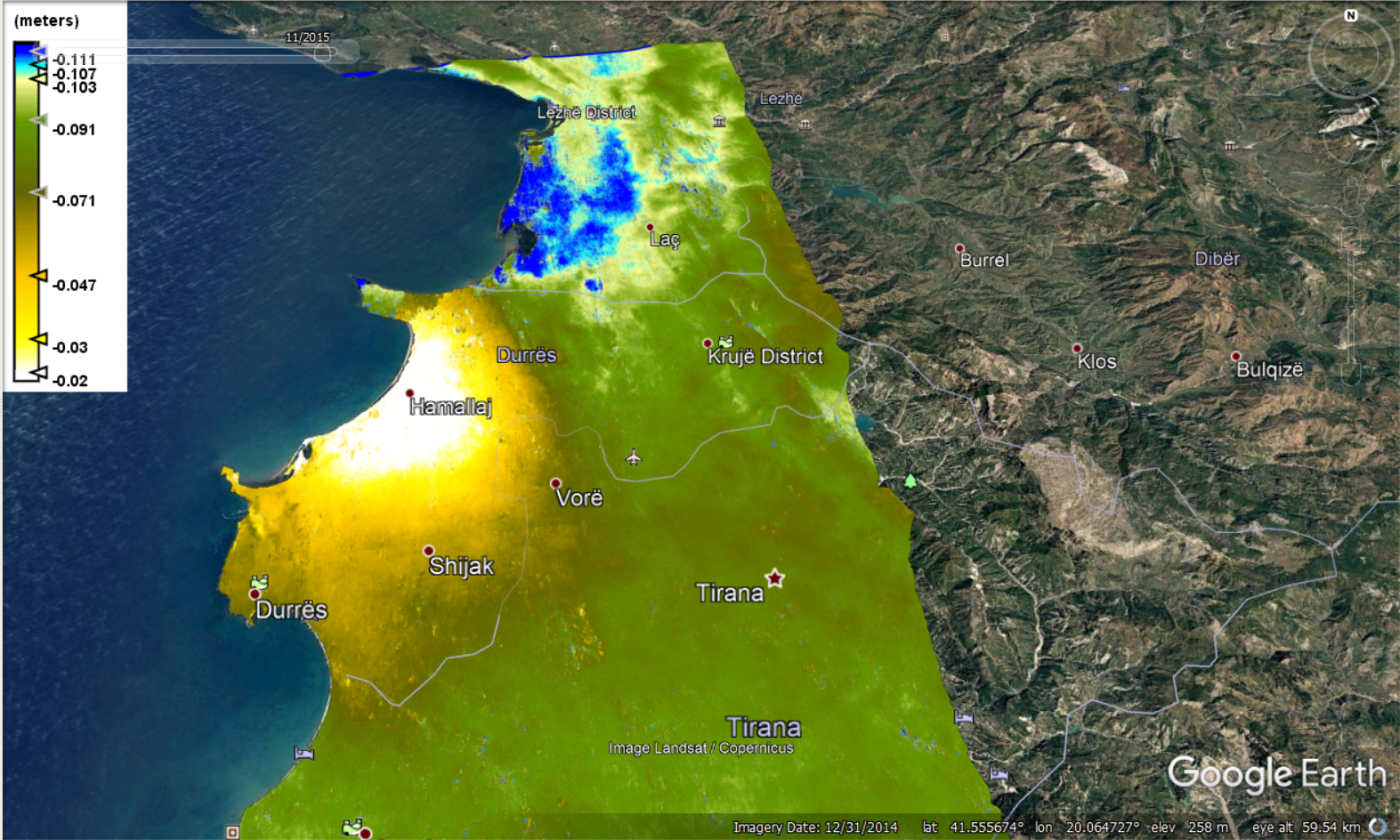 (meters)
11/2015
-0.111
-0.107
-0.103
-0.091
-0.071
-0.047
-0.03
-0.02
N
Lezhë
Lezhë District
Laç
Burrel
Dibër
Durrës
Krujë District
Klos
Bulqizë
Hamallaj
Vorë
Shijak
Tirana
Durrës
Tirana
Image Landsat / Copernicus
Google Earth
Imagery Date: 12/31/2014 lat 41.555674° lon 20.064727° elev 258 m eye alt 59.54 km